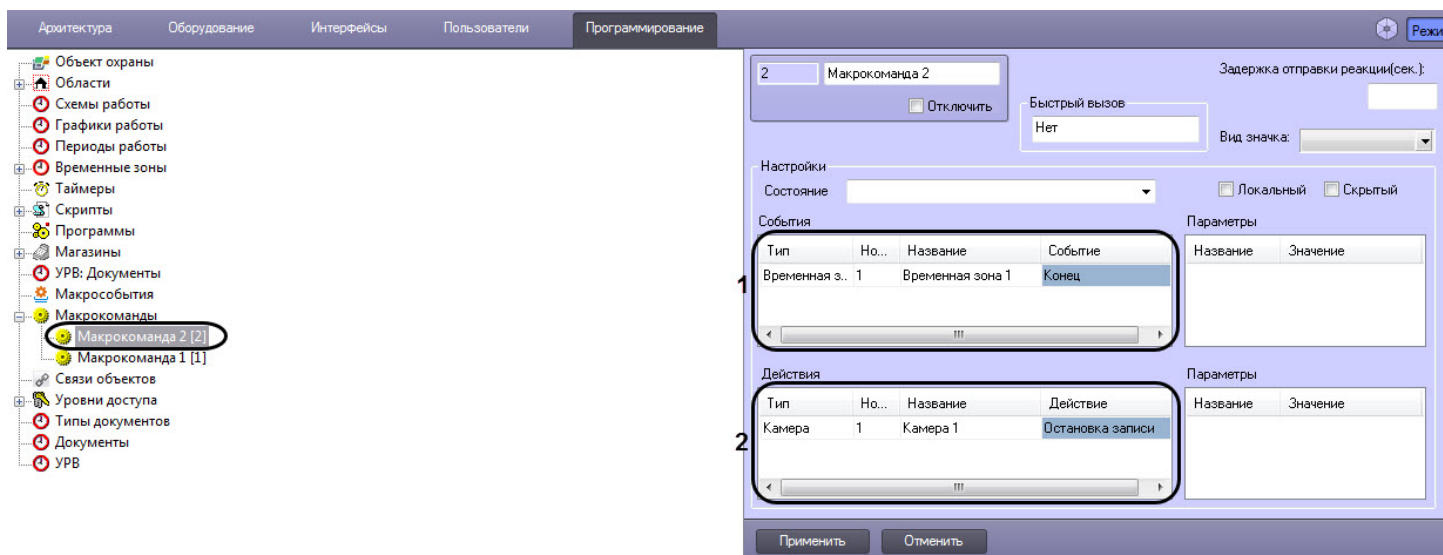 Архитектура Оборудование Интерфейсы Пользователи Программирование Режи
Объект охраны
Области
Схемы работы
Графики работы
Периоды работы
Временные зоны
Таймеры
Скрипты
Программы
Магазины
УРВ: Документы
Макрособытия
Макрокоманды
Макрокоманда 2 [2]
Макрокоманда 1 [1]
Связи объектов
Уровни доступа
Типы документов
Документы
УРВ
2 Макрокоманда 2
Отключить
Быстрый вызов
Нет
Задержка отправки реакции(сек.):
Вид значка:
Настройки
Состояние
Локальный Скрытый
События
Тип Но... Название Событие
Временная з.. 1 Временная зона 1 Конец
1
Параметры
Название Значение
Действия
Тип Но... Название Действие
Камера 1 Камера 1 Остановка записи
2
Параметры
Название Значение
Применить Отменить